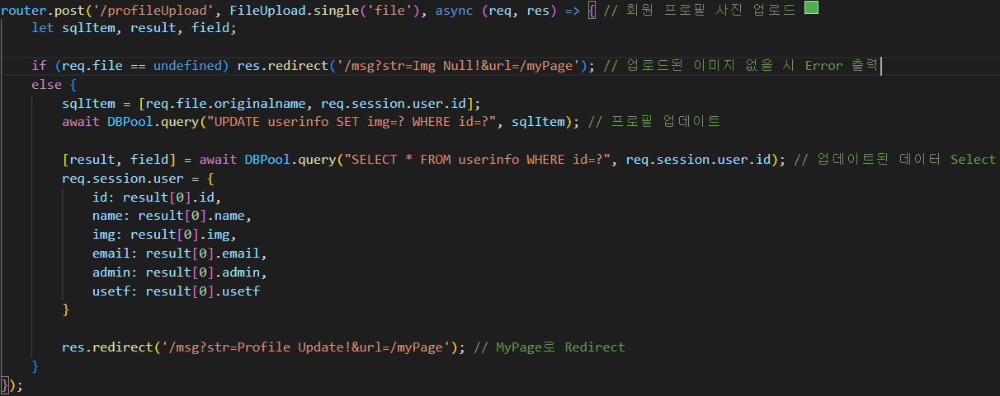 router.post('/profileUpload', FileUpload.single('file'), async (req, res) => { // 회원 프로필 사진 업로드
let sqlItem, result, field;
if (req.file == undefined) res.redirect('/msg?str=Img Null!&url=/myPage'); // 업로드된 이미지 없을 시 Error 출력
else {
sqlItem = [req.file.originalname, req.session.user.id];
await DBPool.query("UPDATE userinfo SET img=? WHERE id=?", sqlItem); // 프로필 업데이트
[result, field] = await DBPool.query("SELECT * FROM userinfo WHERE id=?", req.session.user.id); // 업데이트된 데이터 Select
req.session.user = {
id: result[0].id,
name: result[0].name,
img: result[0].img,
email: result[0].email,
admin: result[0].admin,
usetf: result[0].usetf
}
res.redirect('/msg?str=Profile Update!&url=/myPage'); // MyPage로 Redirect
}
});